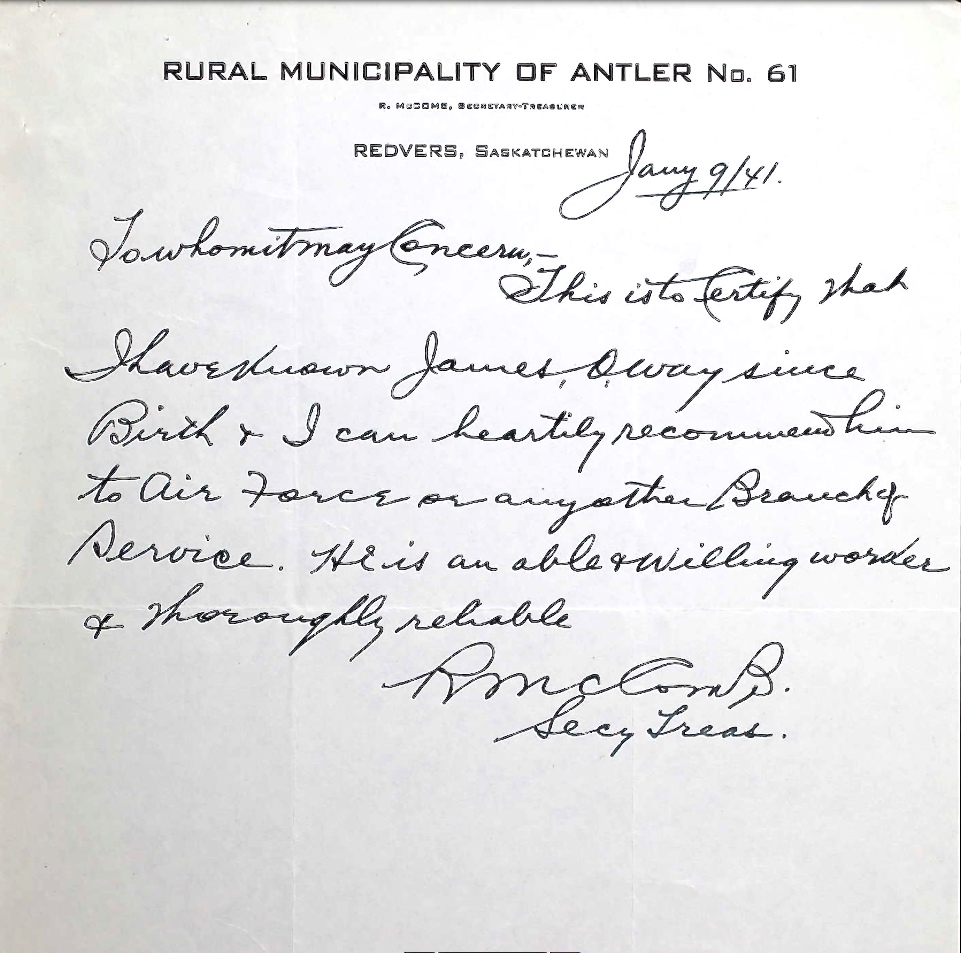 RURAL MUNICIPALITY OF ANTLER No. 61
R. McCOMB, SECRETARY-TREASURER
REDVERS, SASKATCHEWAN
Jany 9/41.
To whom it may Concern,-
This is to Certify that
I have known James, O, way since
Birth & I can heartily recommend him
to Air Force or any other Branch of
Service. HE is an able & Willing worker
& thoroughly reliable
R McComB.
Secy Treas.